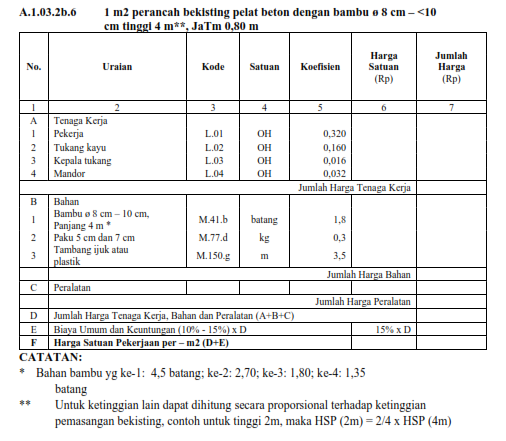 A.1.03.2b.6 1 m2 perancah bekisting pelat beton dengan bambu ø 8 cm – <10
cm tinggi 4 m**, JaTm 0,80 m
No. Uraian Kode Satuan Koefisien Harga Satuan (Rp) Jumlah Harga (Rp)
1 2 3 4 5 6 7
A Tenaga Kerja
1 Pekerja L.01 OH 0,320
2 Tukang kayu L.02 OH 0,160
3 Kepala tukang L.03 OH 0,016
4 Mandor L.04 OH 0,032
Jumlah Harga Tenaga Kerja
B Bahan
1 Bambu ø 8 cm – 10 cm, Panjang 4 m * M.41.b batang 1,8
2 Paku 5 cm dan 7 cm M.77.d kg 0,3
3 Tambang ijuk atau plastik M.150.g m 3,5
Jumlah Harga Bahan
C Peralatan
Jumlah Harga Peralatan
D Jumlah Harga Tenaga Kerja, Bahan dan Peralatan (A+B+C)
E Biaya Umum dan Keuntungan (10% - 15%) x D 15% x D
F Harga Satuan Pekerjaan per – m2 (D+E)
CATATAN:
* Bahan bambu yg ke-1: 4,5 batang; ke-2: 2,70; ke-3: 1,80; ke-4: 1,35
batang
** Untuk ketinggian lain dapat dihitung secara proporsional terhadap ketinggian
pemasangan bekisting, contoh untuk tinggi 2m, maka HSP (2m) = 2/4 x HSP (4m)